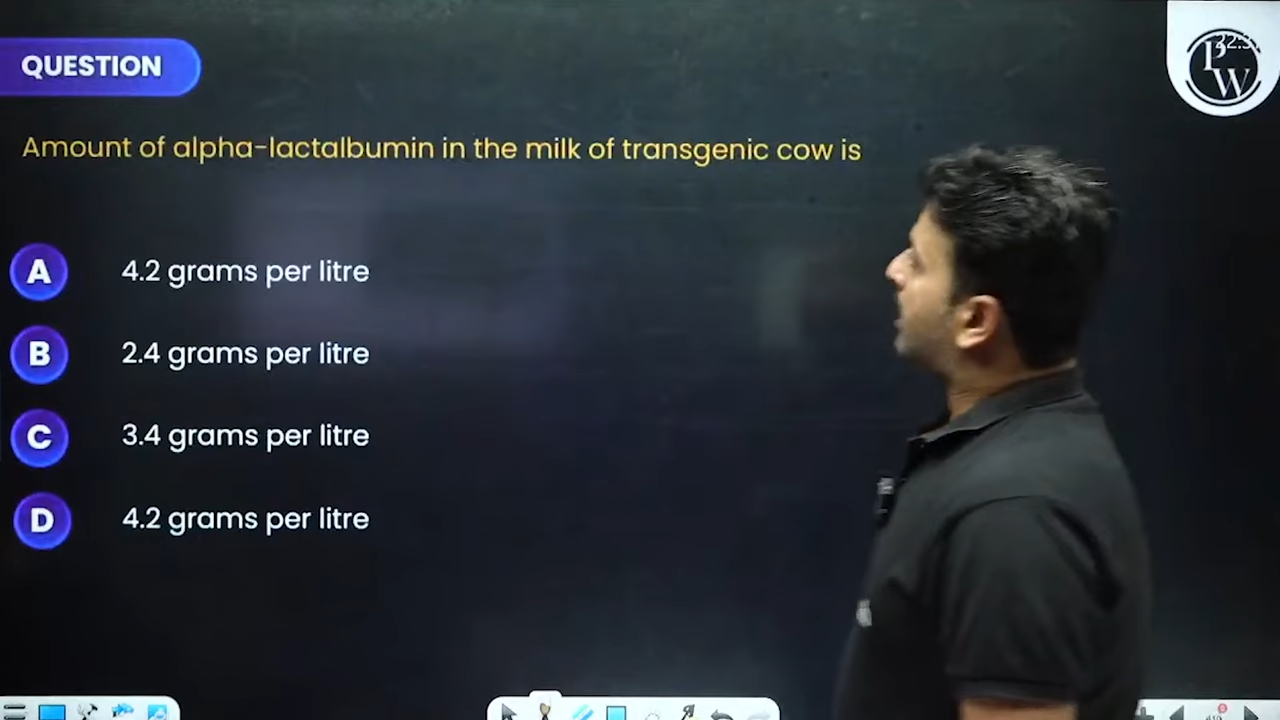 QUESTION
Amount of alpha-lactalbumin in the milk of transgenic cow is
A 4.2 grams per litre
B 2.4 grams per litre
C 3.4 grams per litre
D 4.2 grams per litre
PW